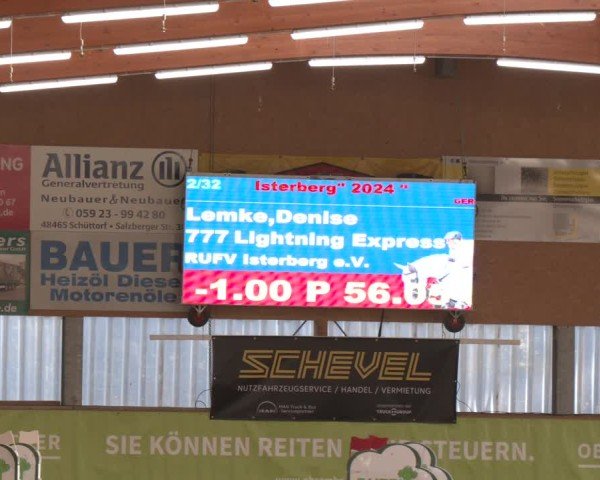 Allianz
Generalvertretung
Neubauer & Neubauer
05923 - 99 42 80
48465 Schüttorf • Salzberger Str. 3
BAUER
Heizöl Diesel
Motorenöle
2/32 Isterberg" 2024 "
GER
Lemke,Denise
777 Lightning Express
RUFV Isterberg e.V.
-1.00 P 56.0
SCHEVEL
NUTZFAHRZEUGSERVICE / HANDEL / VERMIETUNG
SIE KÖNNEN REITEN STEUERN.